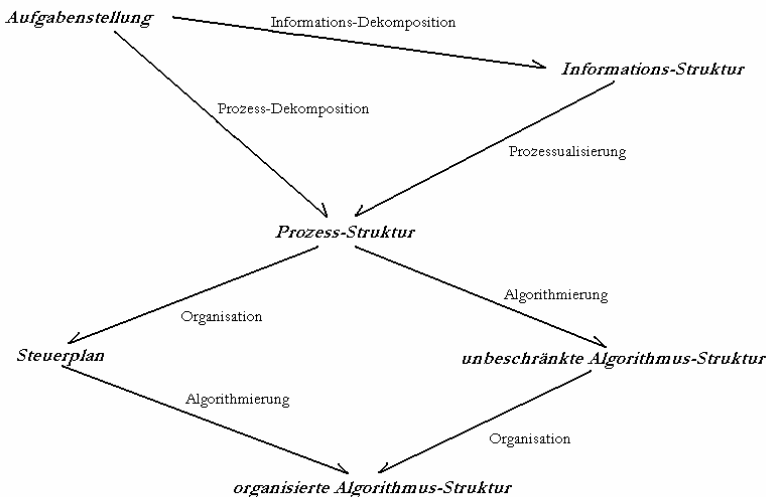 Aufgabenstellung
Informations-Dekomposition
Informations-Struktur
Prozess-Dekomposition
Prozessualisierung
Prozess-Struktur
Algorithmierung
Organisation
Steuerplan
unbeschränkte Algorithmus-Struktur
Algorithmierung
Organisation
organisierte Algorithmus-Struktur